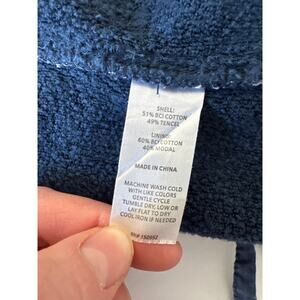 SHELL:
51% BCI COTTON
49% TENCEL
LINING:
60% BCI COTTON
40% MODAL
MADE IN CHINA
MACHINE WASH COLD
WITH LIKE COLORS
GENTLE CYCLE
TUMBLE DRY, LOW OR
LAY FLAT TO DRY
COOL IRON IF NEEDED